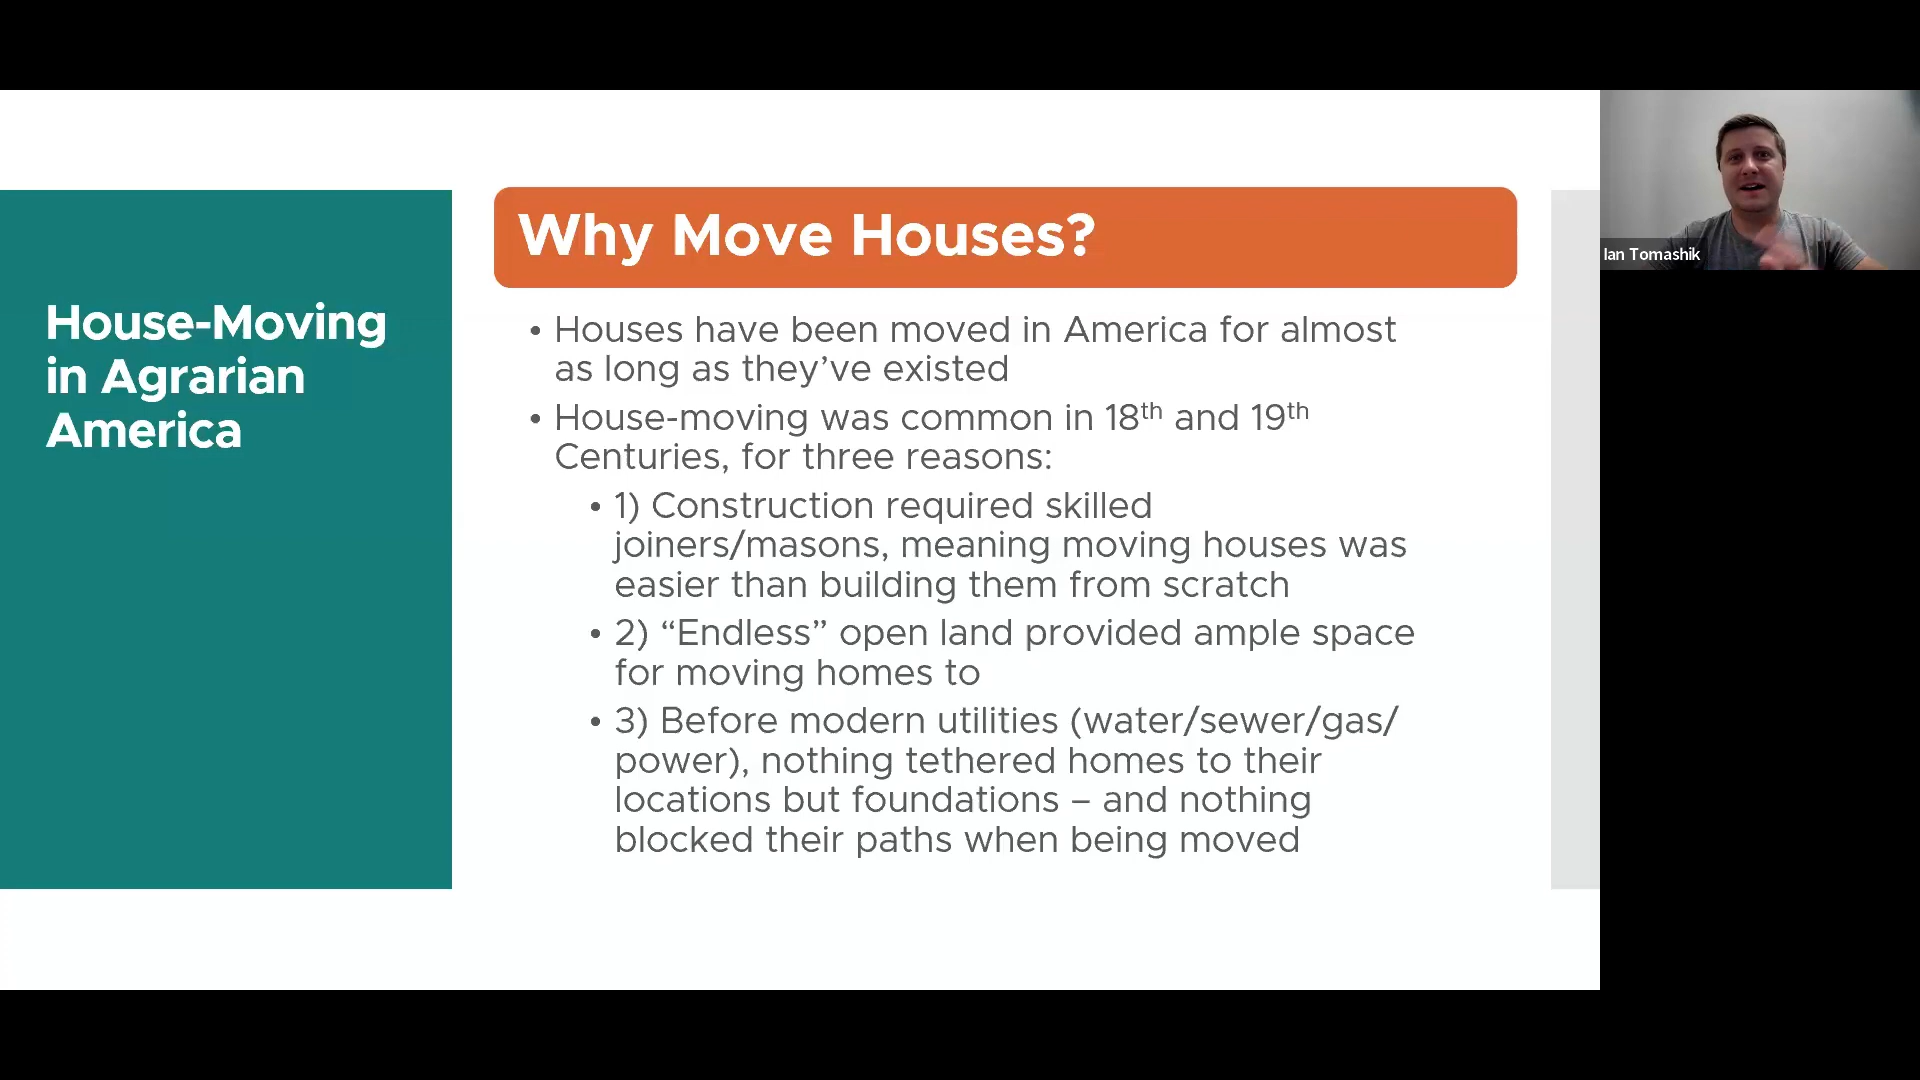 House-Moving
in Agrarian
America
Why Move Houses?
• Houses have been moved in America for almost
as long as they’ve existed
• House-moving was common in 18th and 19th
Centuries, for three reasons:
• 1) Construction required skilled
joiners/masons, meaning moving houses was
easier than building them from scratch
• 2) “Endless” open land provided ample space
for moving homes to
• 3) Before modern utilities (water/sewer/gas/
power), nothing tethered homes to their
locations but foundations – and nothing
blocked their paths when being moved
Ian Tomashik